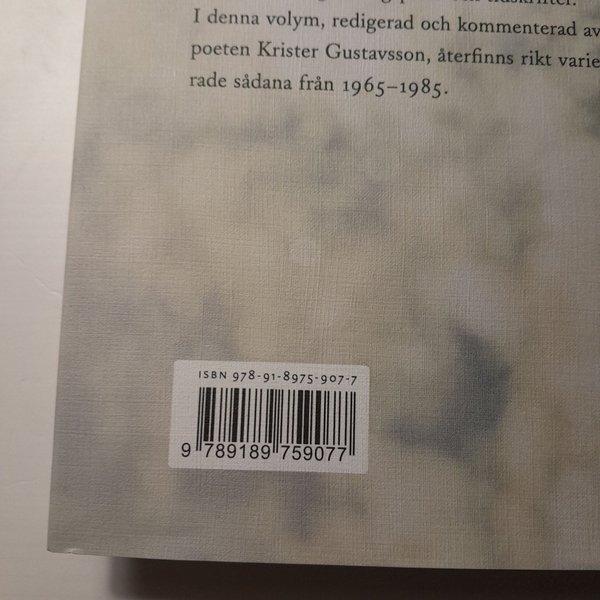 tidskrifter.
I denna volym, redigerad och kommenterad av
poeten Krister Gustavsson, återfinns rikt varie
rade sådana från 1965–1985.
ISBN 978-91-8975-907-7
9 789189 759077